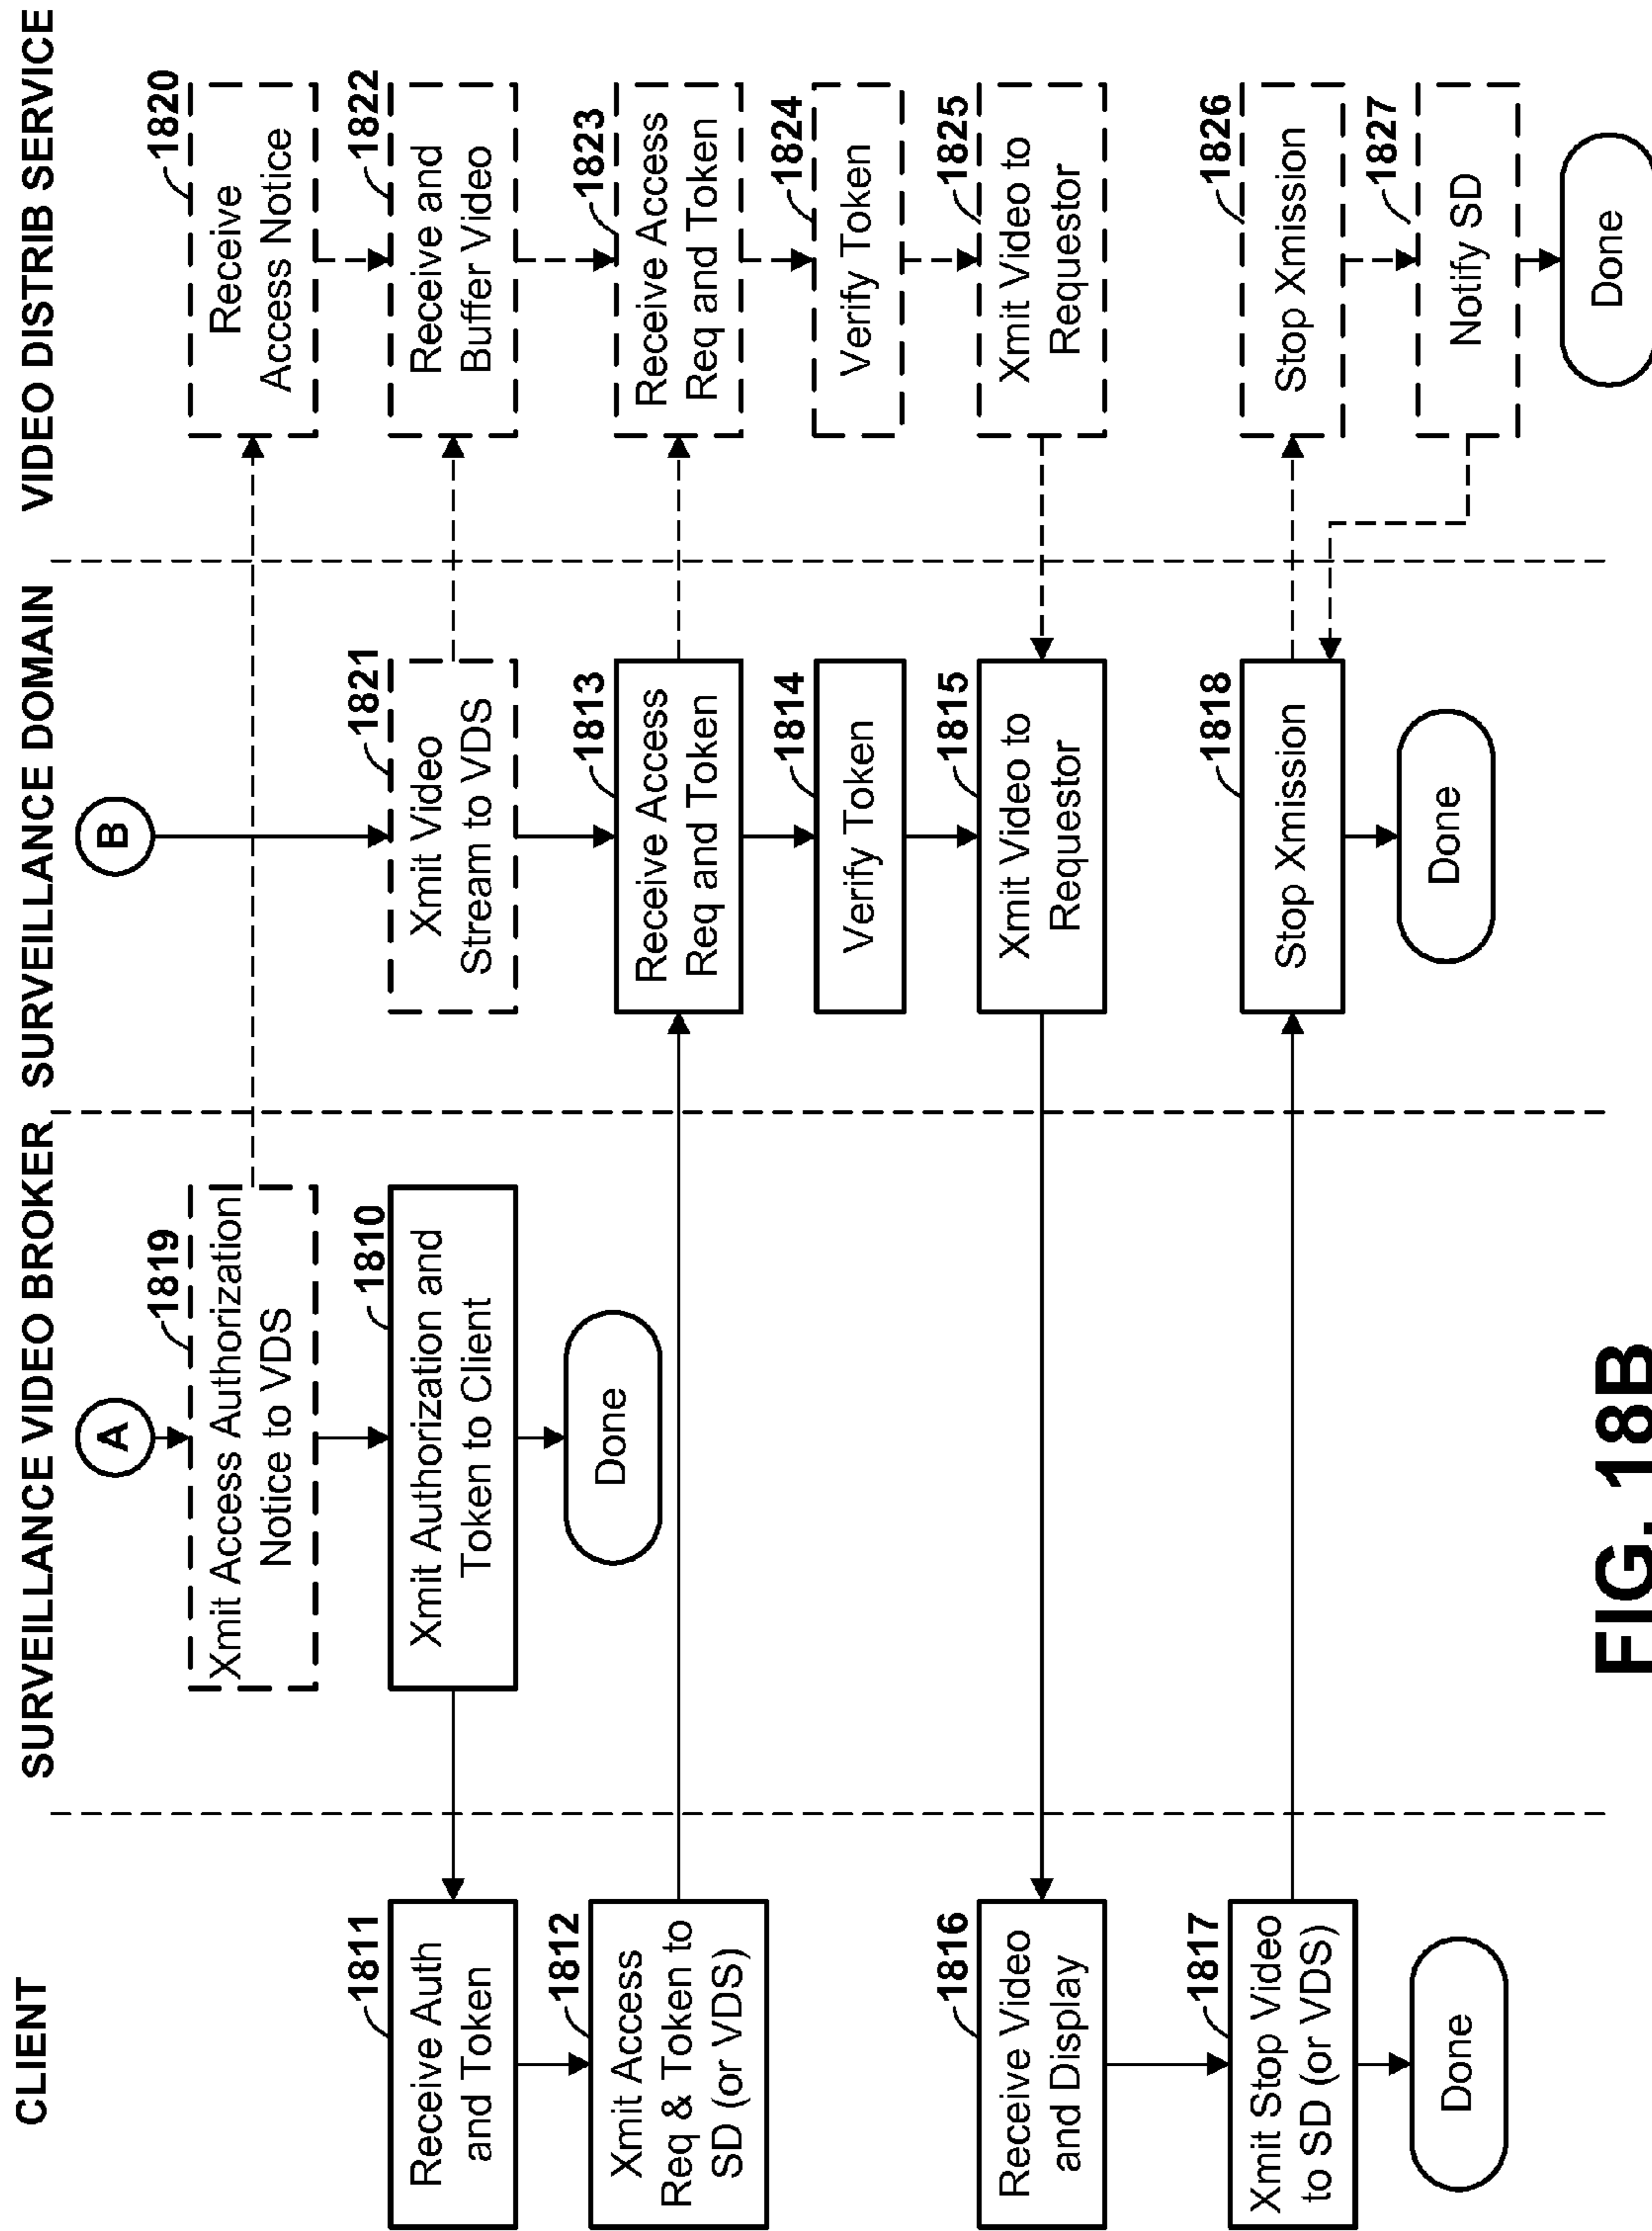 CLIENT
SURVEILLANCE VIDEO BROKER
SURVEILLANCE DOMAIN
VIDEO DISTRIB SERVICE
A
B
1819
Xmit Access Authorization
Notice to VDS
1820
Receive
Access Notice
1811
Receive Auth
and Token
1810
Xmit Authorization and
Token to Client
1821
Xmit Video
Stream to VDS
1822
Receive and
Buffer Video
1812
Xmit Access
Req & Token to
SD (or VDS)
Done
1813
Receive Access
Req and Token
1823
Receive Access
Req and Token
1814
Verify Token
1824
Verify Token
1816
Receive Video
and Display
1815
Xmit Video to
Requestor
1825
Xmit Video to
Requestor
1817
Xmit Stop Video
to SD (or VDS)
1818
Stop Xmission
1826
Stop Xmission
1827
Notify SD
Done
Done
Done
FIG. 18B